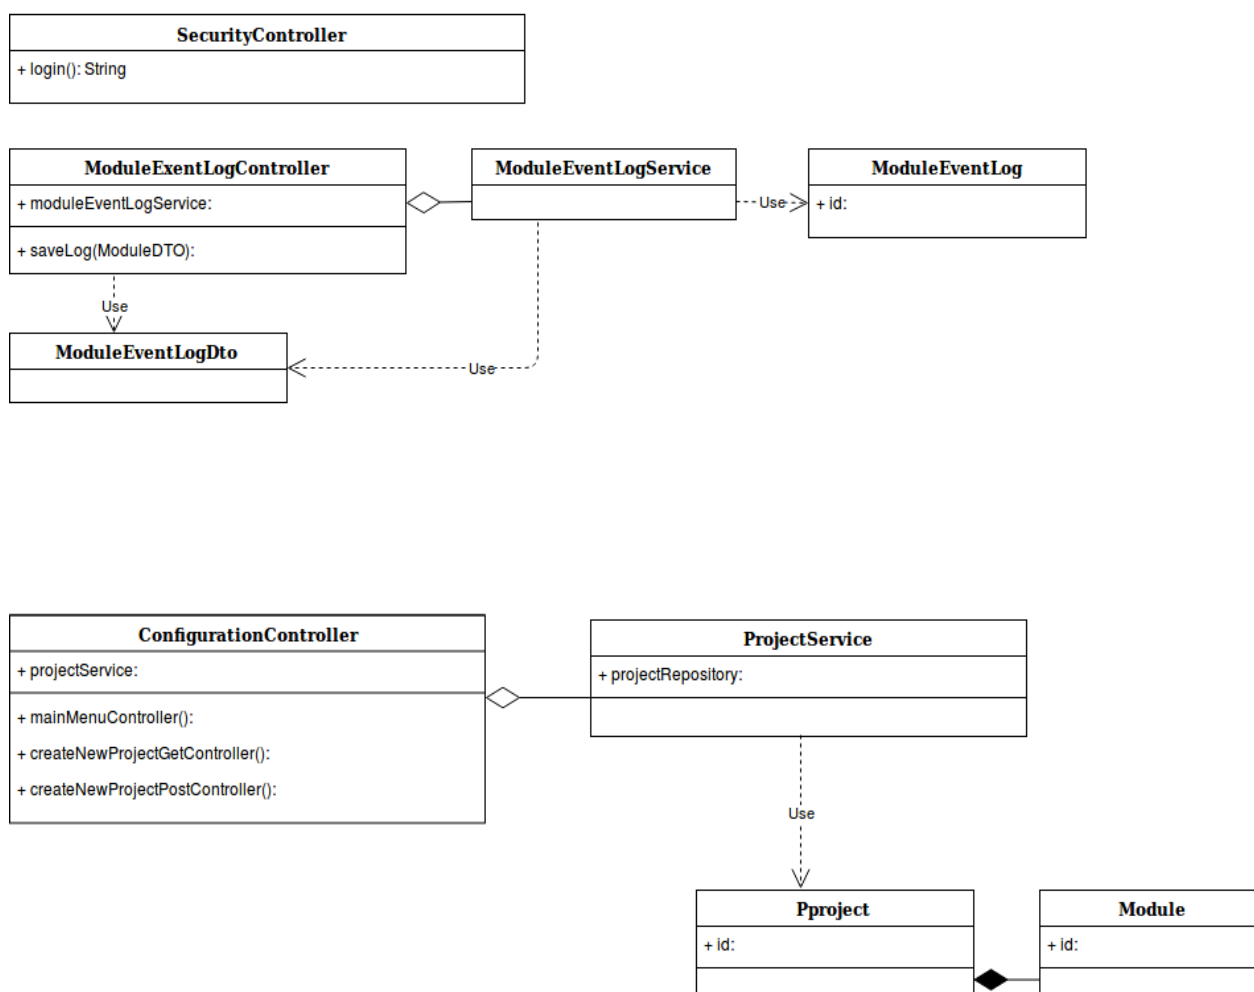 SecurityController
+ login(): String
ModuleExentLogController
+ moduleEventLogService:
+ saveLog(ModuleDTO):
ModuleEventLogService
Use
ModuleEventLog
+ id:
Use
ModuleEventLogDto
Use
ConfigurationController
+ projectService:
+ mainMenuController():
+ createNewProjectGetController():
+ createNewProjectPostController():
ProjectService
+ projectRepository:
Use
Pproject
+ id:
Module
+ id: